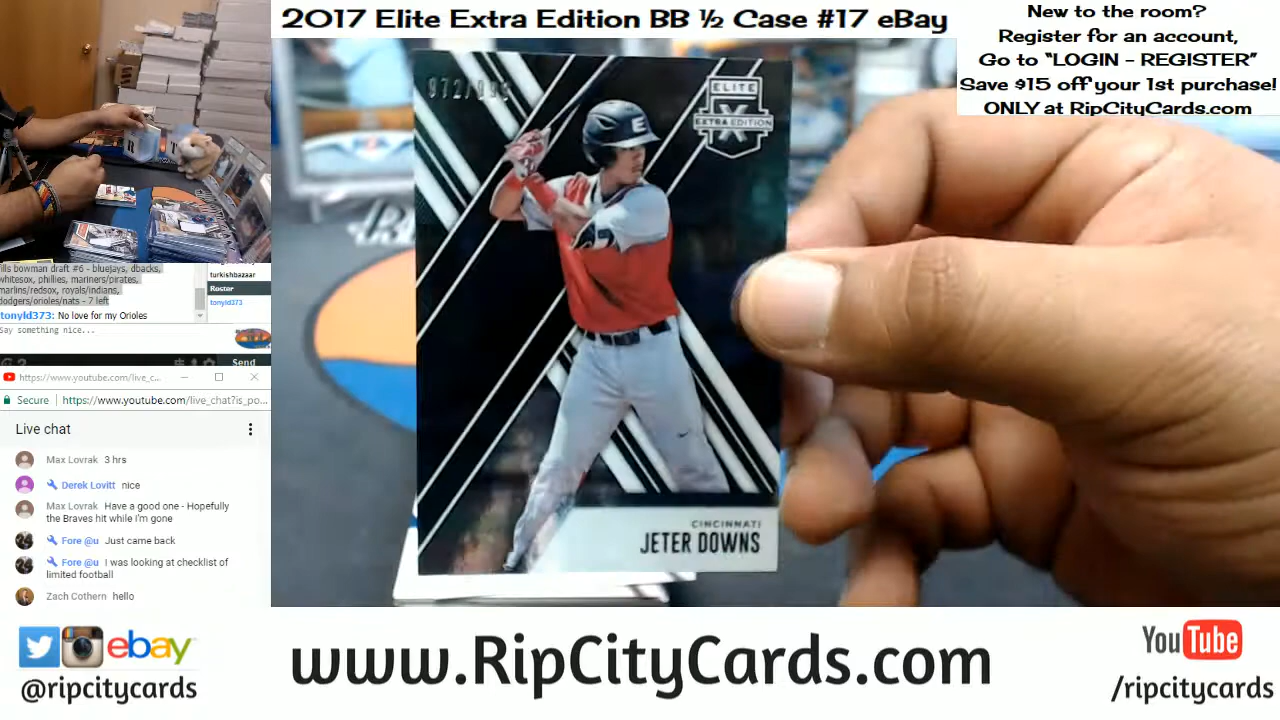 2017 Elite Extra Edition BB ½ Case #17 eBay
New to the room?
Register for an account,
Go to “LOGIN - REGISTER”
Save $15 off your 1st purchase!
ONLY at RipCityCards.com
ELITE
X
EXTRA EDITION
E
CINCINNATI
JETER DOWNS
fills bowman draft #6 - bluejays, dbacks,
whitesox, phillies, mariners/pirates,
marlins/redsox, royals/indians,
dodgers/orioles/nats - 7 left
tonyld373: No love for my Orioles
Say something nice...
Send
turkishbazaar
Roster
tonyld373
https://www.youtube.com/live_c...
Secure https://www.youtube.com/live_chat?is_po...
Live chat
Max Lovrak 3 hrs
Derek Lovitt nice
Max Lovrak Have a good one - Hopefully
the Braves hit while I'm gone
Fore @u Just came back
Fore @u I was looking at checklist of
limited football
Zach Cothern hello
ebay
@ripcitycards
www.RipCityCards.com
YouTube
/ripcitycards